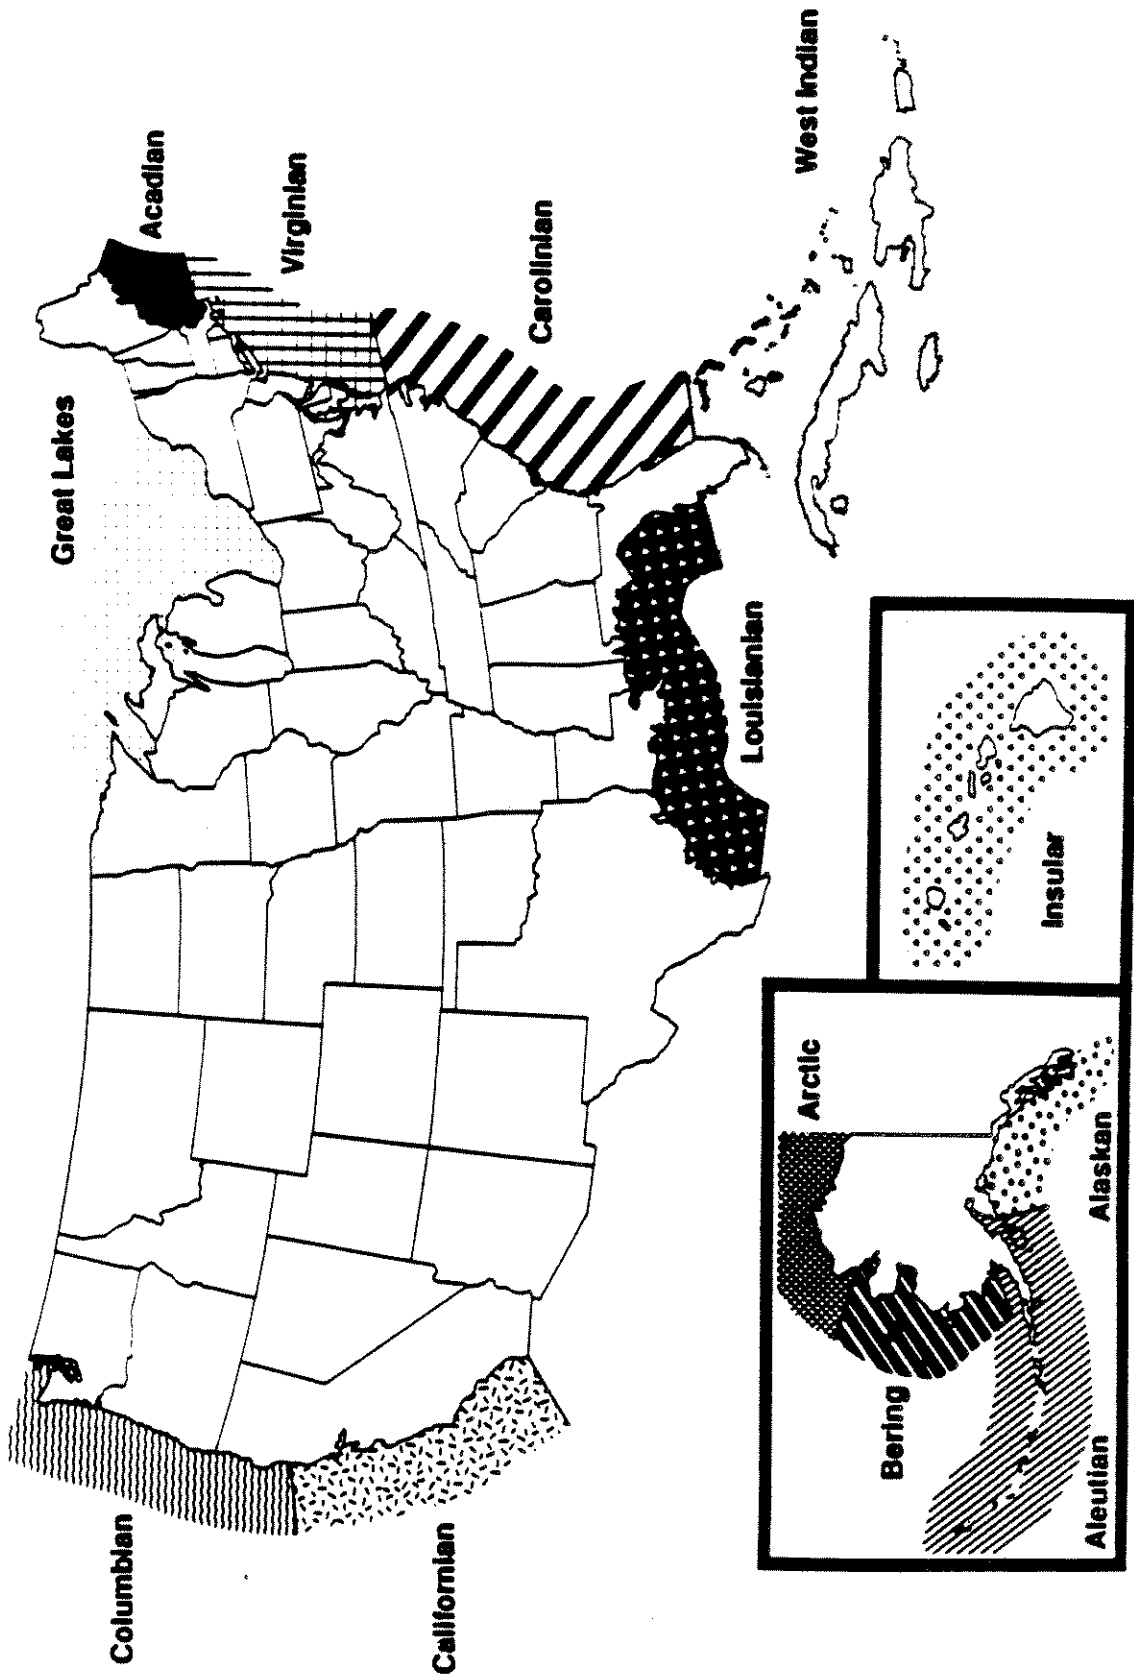 Columbian
Californian
Great Lakes
Acadian
Virginian
Carolinian
Louisianian
West Indian
Bering
Arctic
Aleutian
Alaskan
Insular